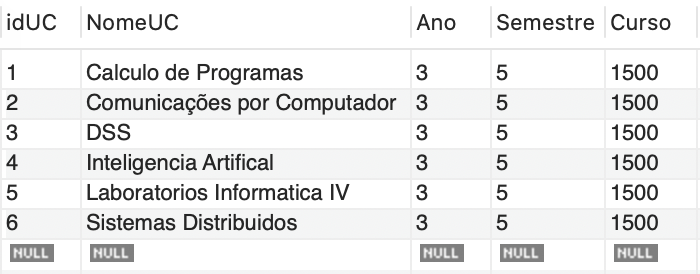 idUC NomeUC Ano Semestre Curso
1 Calculo de Programas 3 5 1500
2 Comunicações por Computador 3 5 1500
3 DSS 3 5 1500
4 Inteligencia Artifical 3 5 1500
5 Laboratorios Informatica IV 3 5 1500
6 Sistemas Distribuidos 3 5 1500
NULL NULL NULL NULL NULL